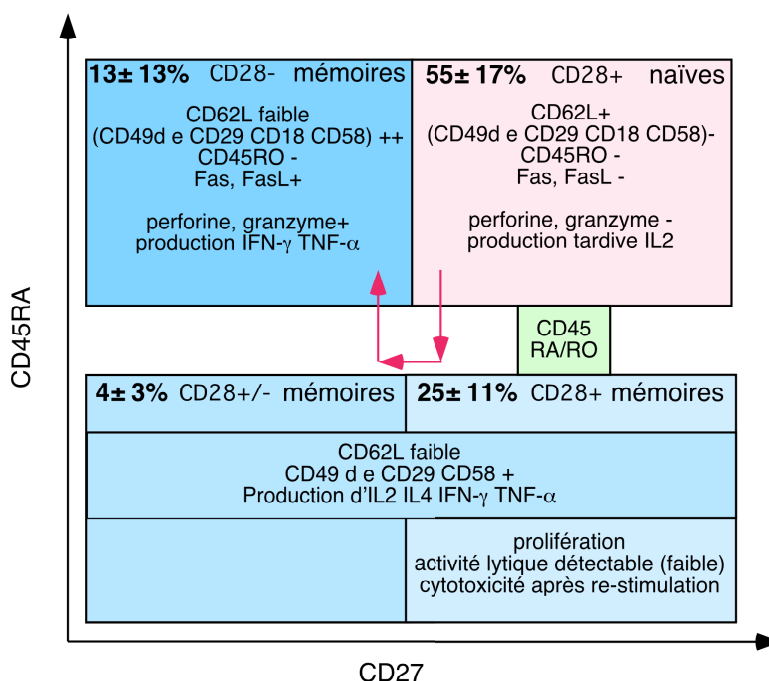 13± 13% CD28- mémoires
CD62L faible
(CD49d e CD29 CD18 CD58) ++
CD45RO -
Fas, FasL+
perforine, granzyme+
production IFN-γ TNF-α
55± 17% CD28+ naïves
CD62L+
(CD49d e CD29 CD18 CD58)-
CD45RO -
Fas, FasL -
perforine, granzyme -
production tardive IL2
CD45RA
CD45
RA/RO
4± 3% CD28+/- mémoires
25± 11% CD28+ mémoires
CD62L faible
CD49 d e CD29 CD58 +
Production d'IL2 IL4 IFN-γ TNF-α
prolifération
activité lytique détectable (faible)
cytotoxicité après re-stimulation
CD27